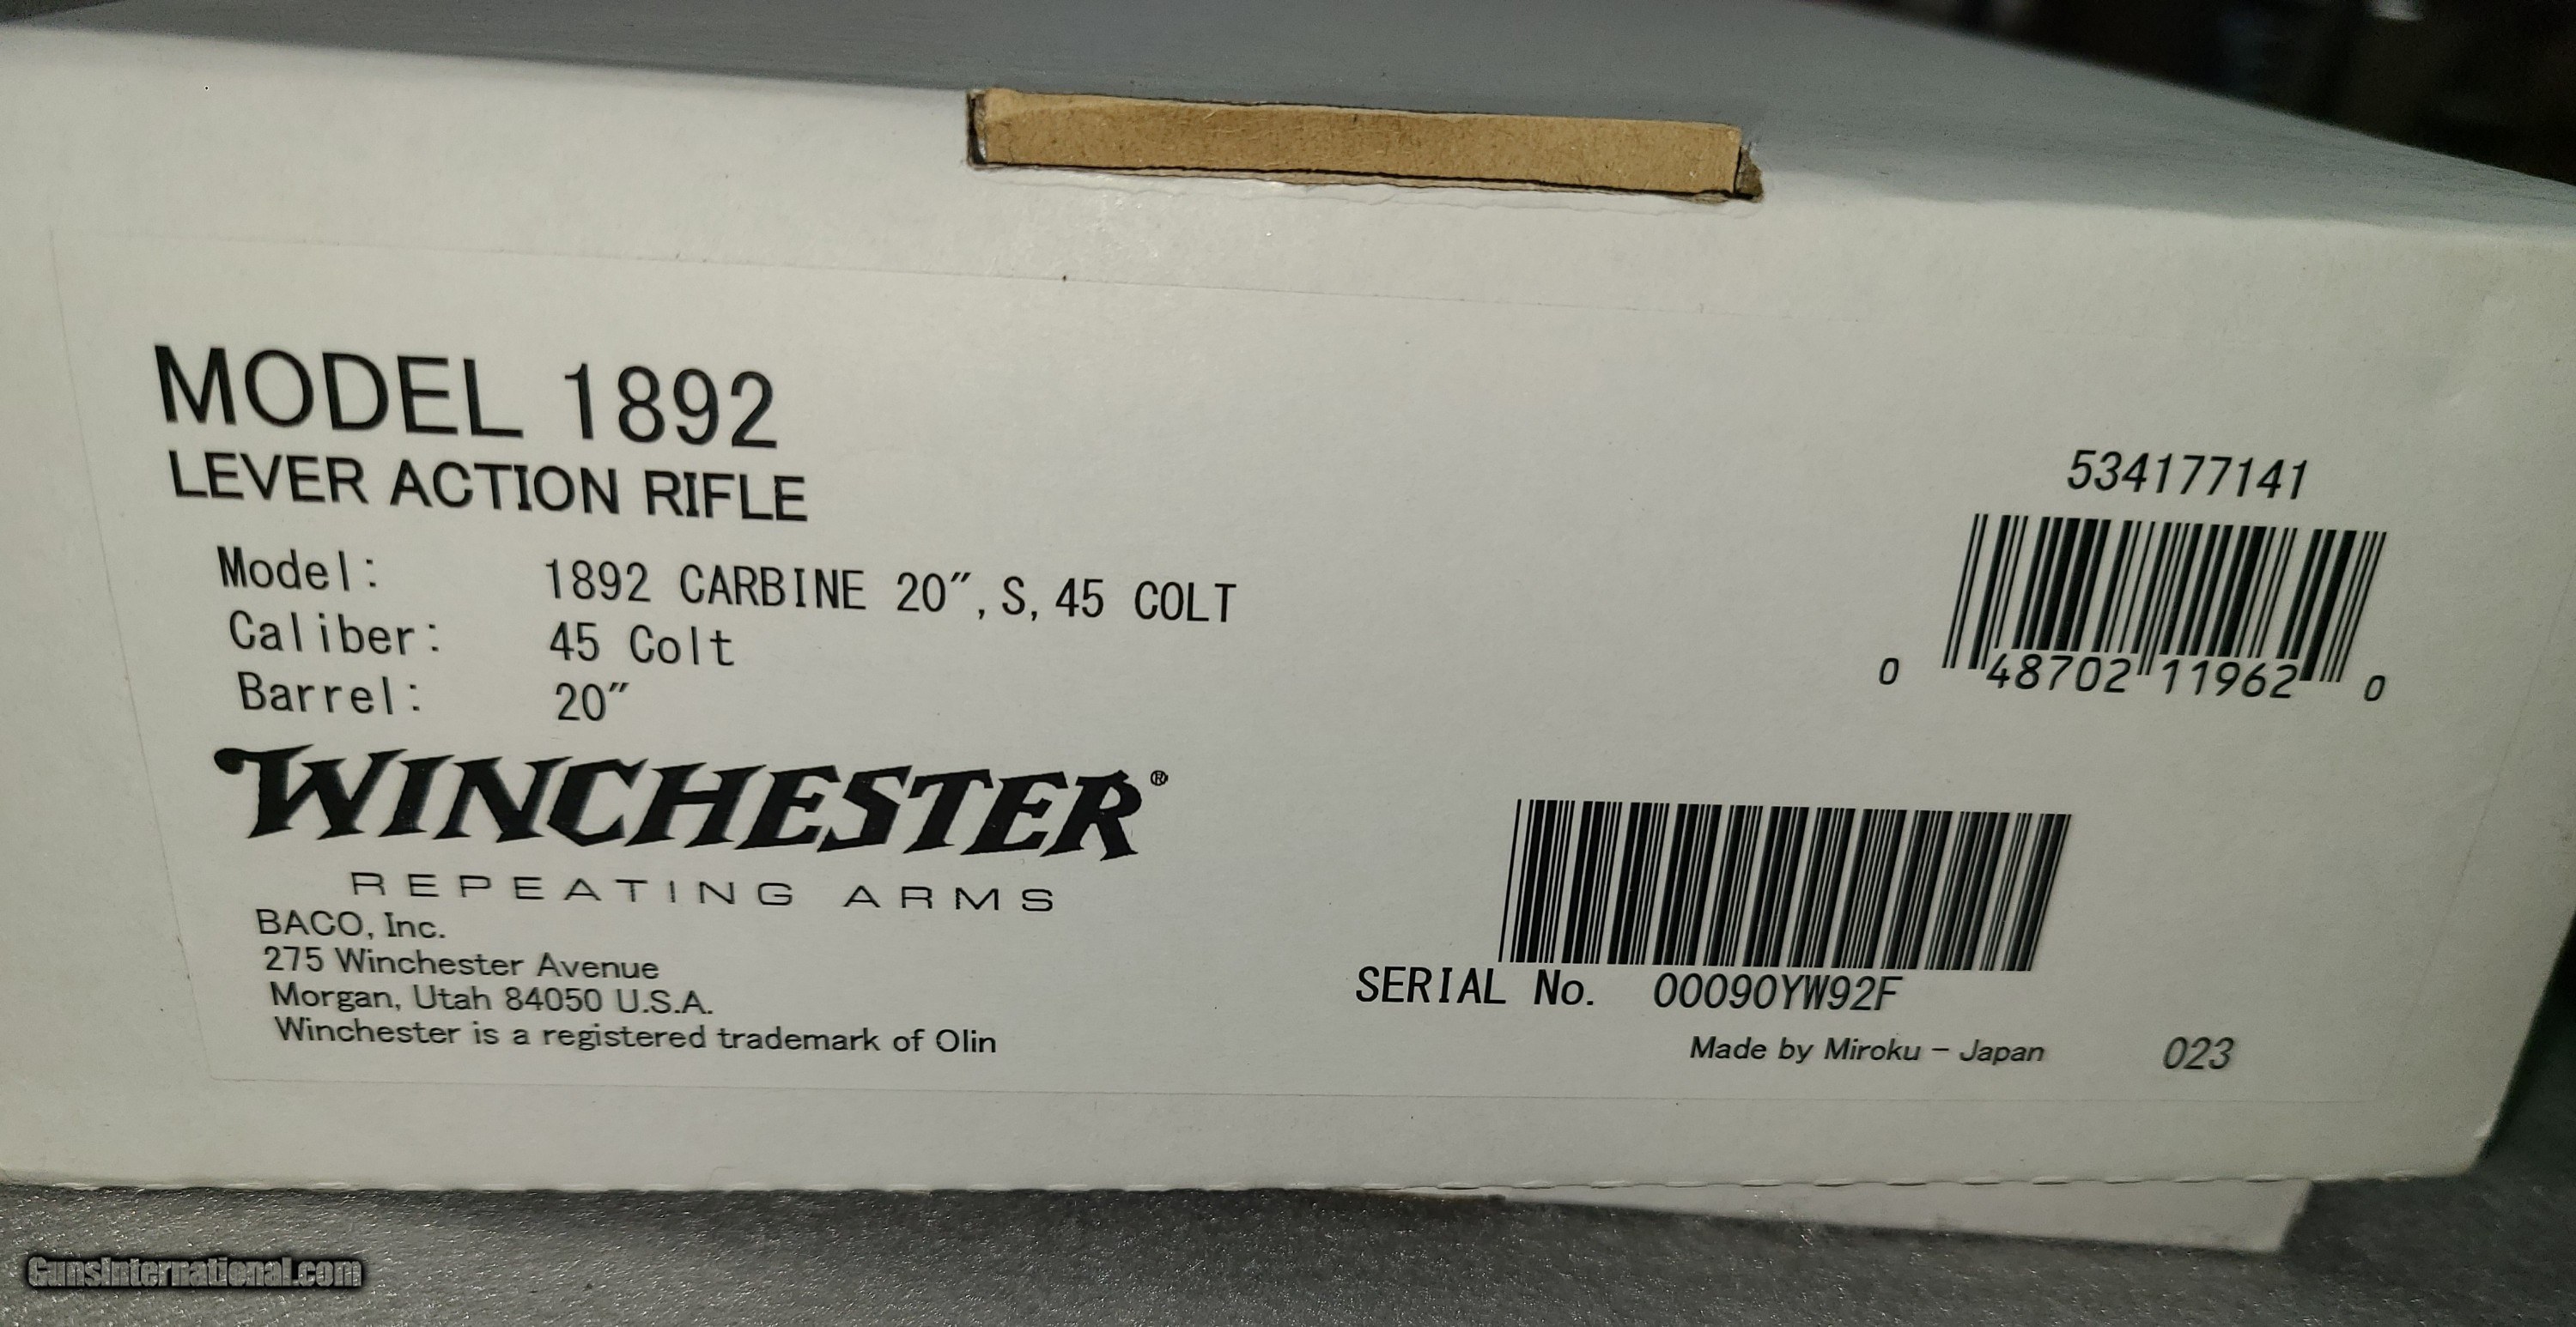 MODEL 1892
LEVER ACTION RIFLE
Model: 1892 CARBINE 20″, S, 45 COLT
Caliber: 45 Colt
Barrel: 20″
WINCHESTER®
REPEATING ARMS
BACO, Inc.
275 Winchester Avenue
Morgan, Utah 84050 U.S.A.
Winchester is a registered trademark of Olin
534177141
0 48702 11962 0
SERIAL No. 00090YW92F
Made by Miroku - Japan 023
GunsInternational.com